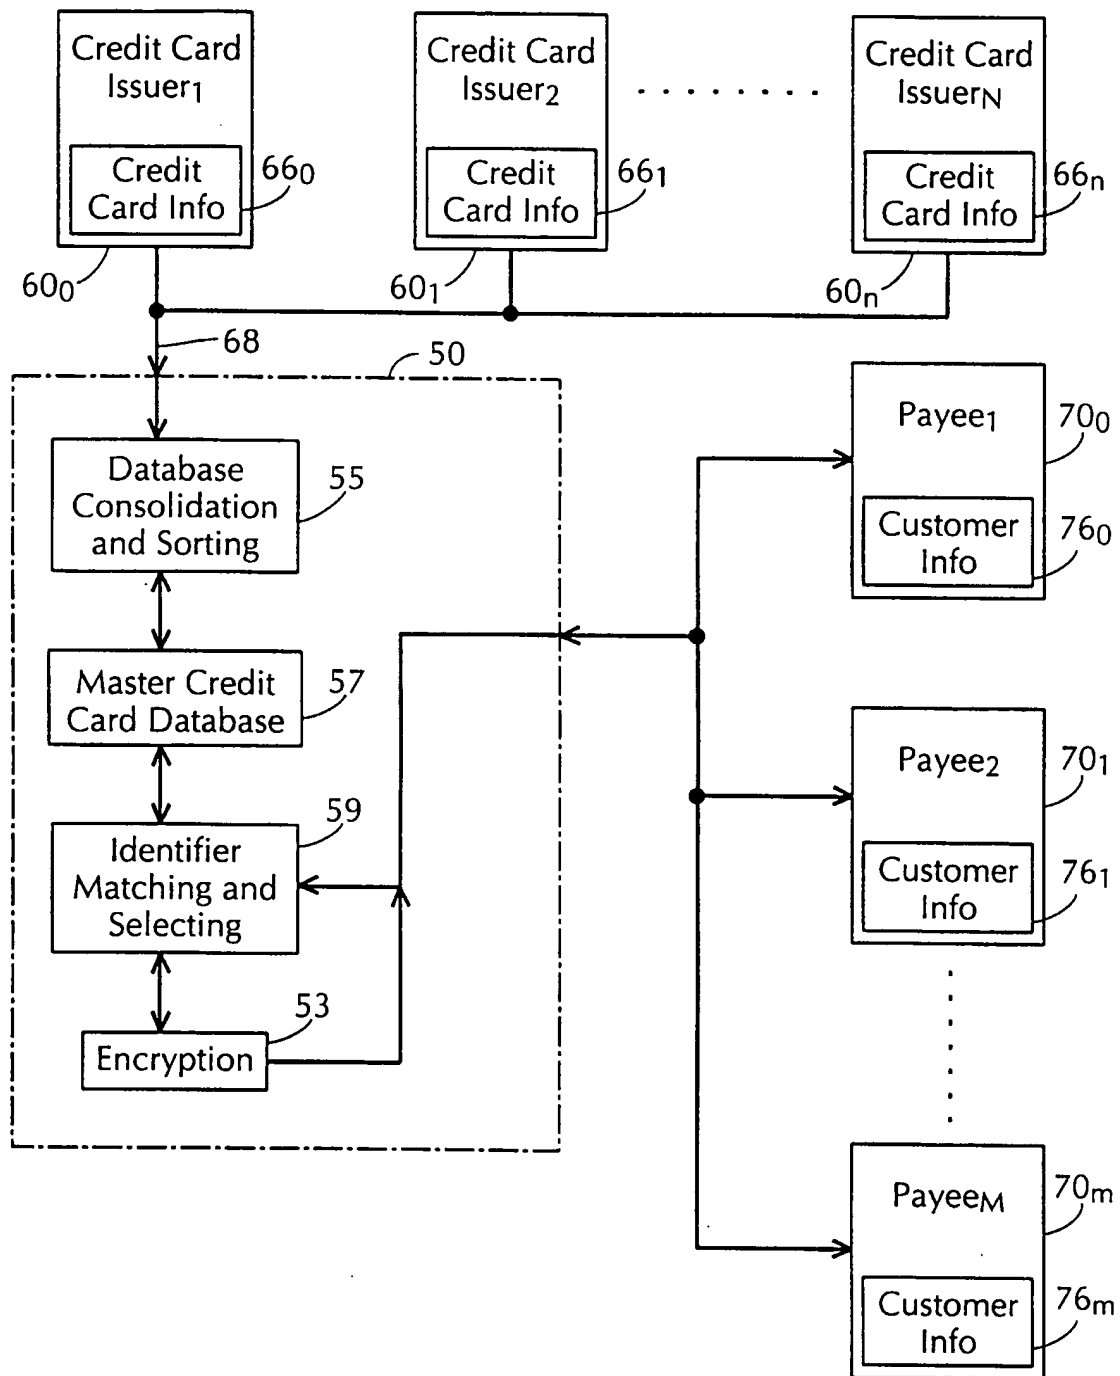 Credit Card
Issuer1
Credit
Card Info
660
600
Credit Card
Issuer2
Credit
Card Info
661
601
. . . . . . . .
Credit Card
IssuerN
Credit
Card Info
66n
60n
68
50
Database
Consolidation
and Sorting
55
Master Credit
Card Database
57
Identifier
Matching and
Selecting
59
Encryption
53
Payee1
700
Customer
Info
760
Payee2
701
Customer
Info
761
PayeeM
70m
Customer
Info
76m